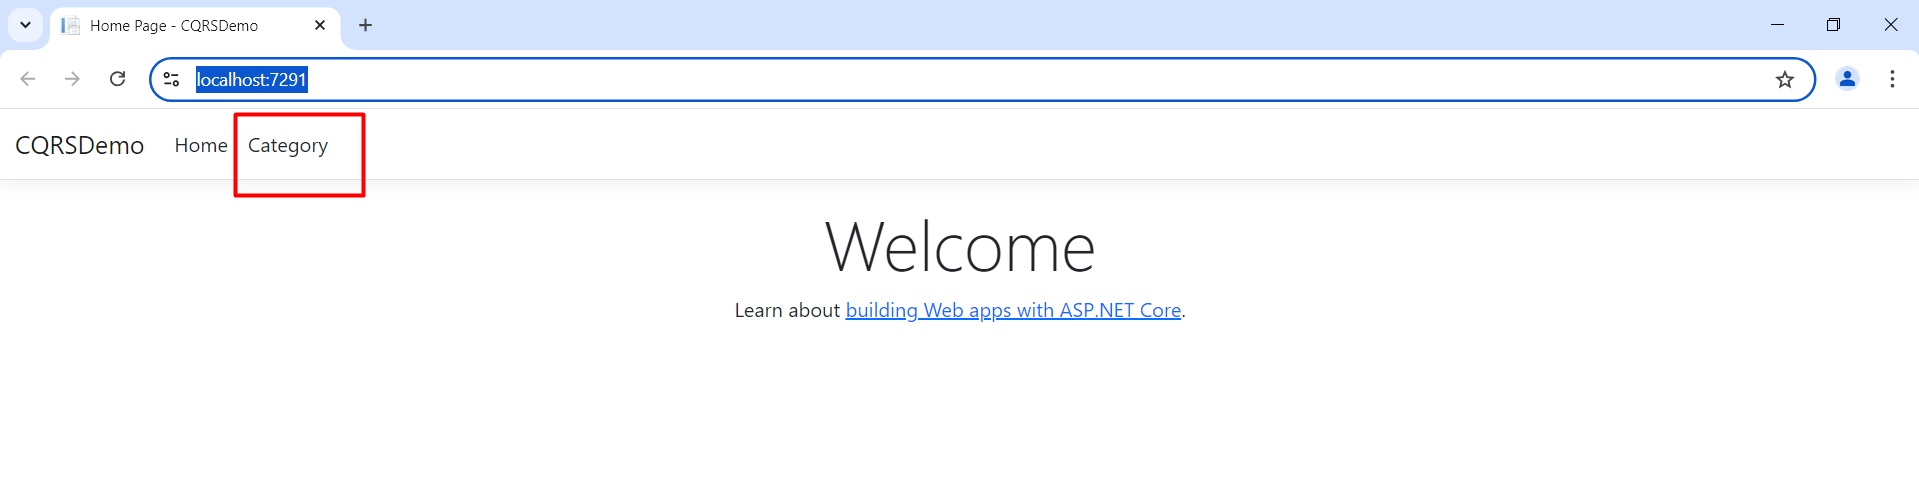 Home Page - CQRSDemo
localhost:7291
CQRSDemo Home Category
Welcome
Learn about building Web apps with ASP.NET Core.